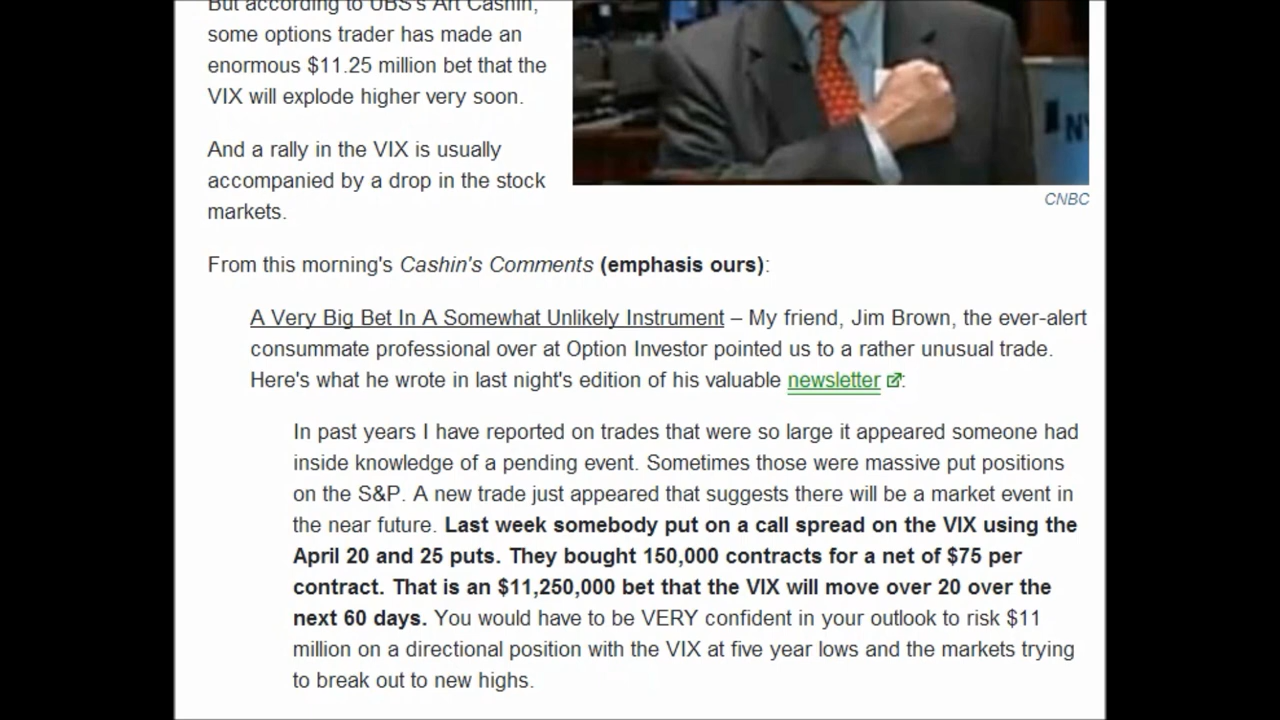 But according to UBS's Art Cashin,
some options trader has made an
enormous $11.25 million bet that the
VIX will explode higher very soon.
And a rally in the VIX is usually
accompanied by a drop in the stock
markets.
NY
CNBC
From this morning's Cashin's Comments (emphasis ours):
A Very Big Bet In A Somewhat Unlikely Instrument – My friend, Jim Brown, the ever-alert
consummate professional over at Option Investor pointed us to a rather unusual trade.
Here's what he wrote in last night's edition of his valuable newsletter :
In past years I have reported on trades that were so large it appeared someone had
inside knowledge of a pending event. Sometimes those were massive put positions
on the S&P. A new trade just appeared that suggests there will be a market event in
the near future. Last week somebody put on a call spread on the VIX using the
April 20 and 25 puts. They bought 150,000 contracts for a net of $75 per
contract. That is an $11,250,000 bet that the VIX will move over 20 over the
next 60 days. You would have to be VERY confident in your outlook to risk $11
million on a directional position with the VIX at five year lows and the markets trying
to break out to new highs.